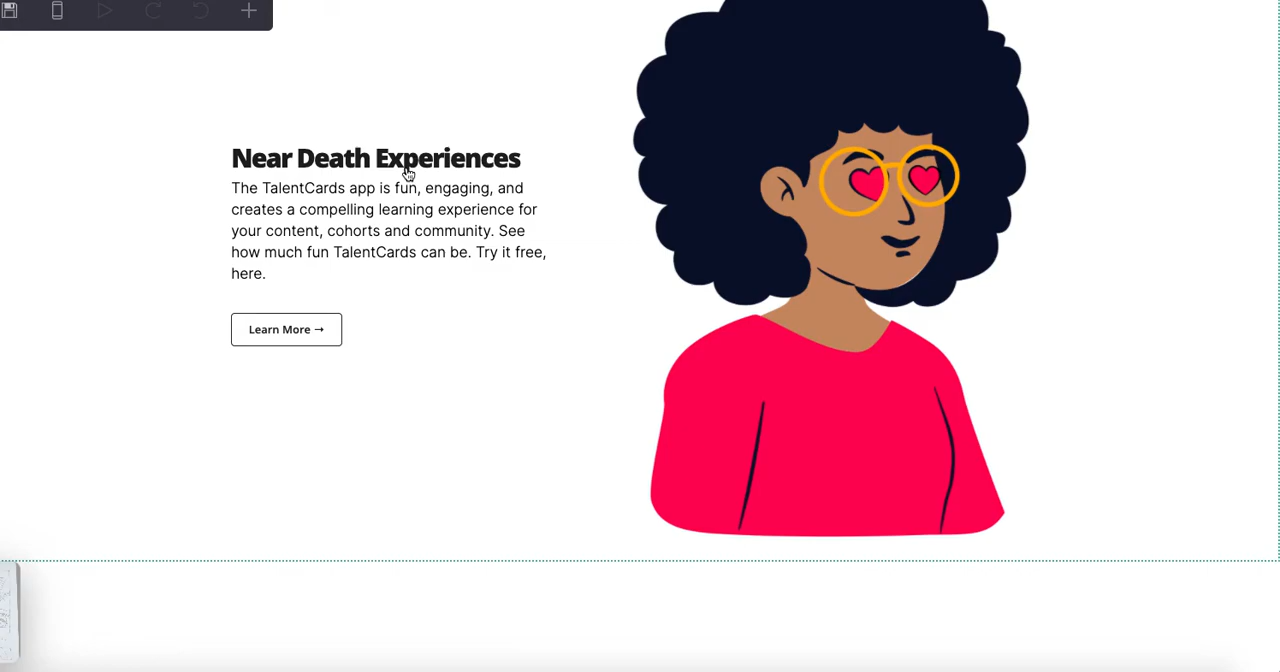 Near Death Experiences
The TalentCards app is fun, engaging, and
creates a compelling learning experience for
your content, cohorts and community. See
how much fun TalentCards can be. Try it free,
here.
Learn More →